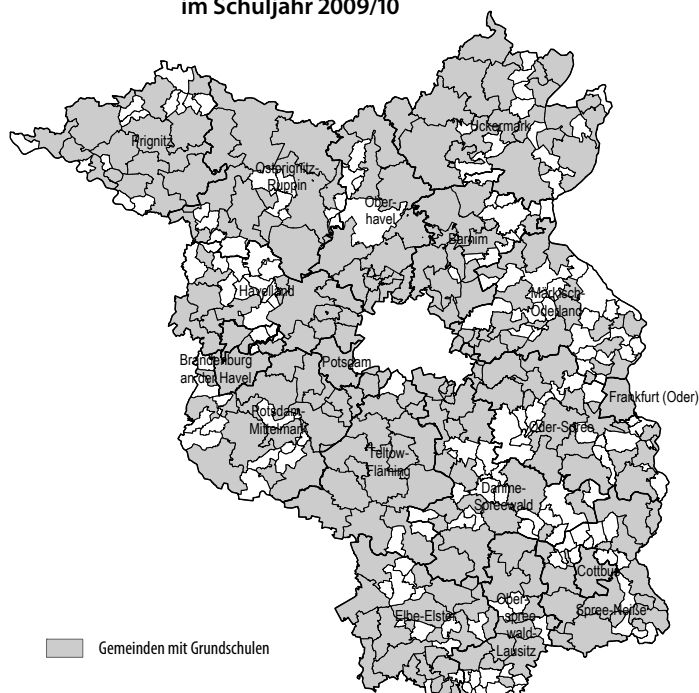 im Schuljahr 2009/10
Prignitz
Uckermark
Ostprignitz-
Ruppin
Ober-
havel
Barnim
Havelland
Märkisch-
Oderland
Brandenburg
an der Havel
Potsdam
Frankfurt (Oder)
Potsdam-
Mittelmark
Oder-Spree
Teltow-
Fläming
Dahme-
Spreewald
Cottbus
Elbe-Elster
Ober-
spree
wald-
Lausitz
Spree-Neiße
Gemeinden mit Grundschulen